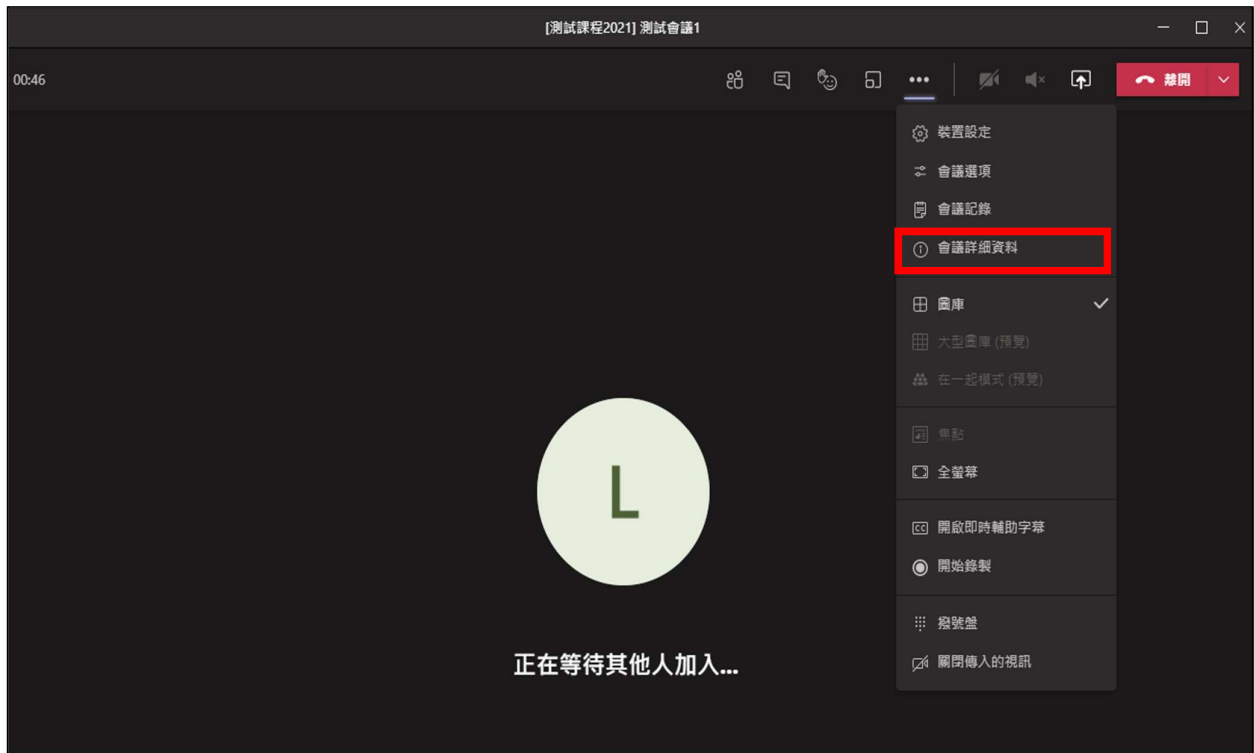 [測試課程2021] 測試會議1
00:46
離開
裝置設定
會議選項
會議記錄
會議詳細資料
圖庫
大型圖庫 (預覽)
在一起模式 (預覽)
焦點
全螢幕
CC 開啟即時輔助字幕
開始錄製
撥號盤
關閉傳入的視訊
L
正在等待其他人加入...